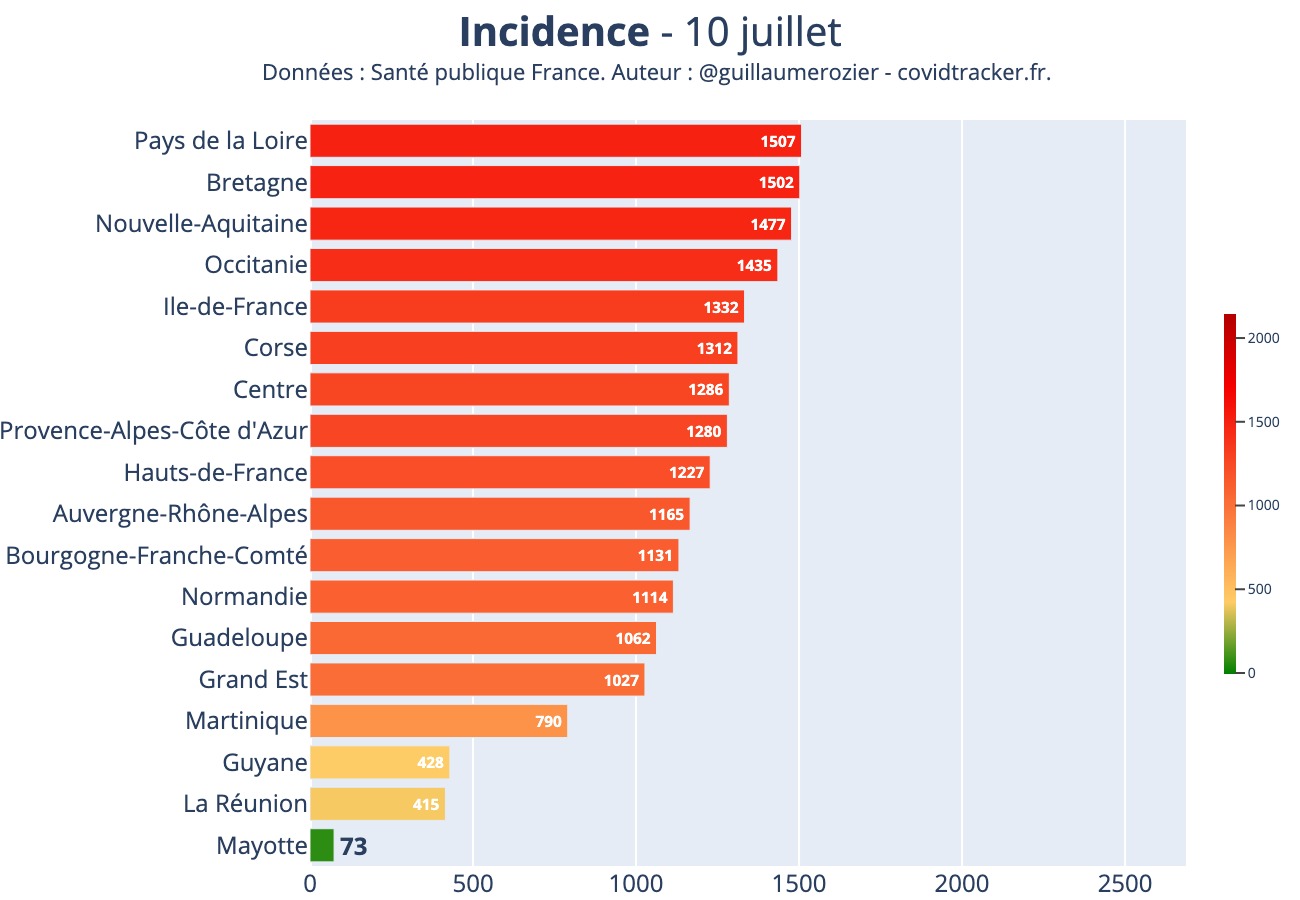 Incidence - 10 juillet
Données : Santé publique France. Auteur : @guillaumerozier - covidtracker.fr.
Pays de la Loire 1507
Bretagne 1502
Nouvelle-Aquitaine 1477
Occitanie 1435
Ile-de-France 1332
Corse 1312
Centre 1286
Provence-Alpes-Côte d'Azur 1280
Hauts-de-France 1227
Auvergne-Rhône-Alpes 1165
Bourgogne-Franche-Comté 1131
Normandie 1114
Guadeloupe 1062
Grand Est 1027
Martinique 790
Guyane 428
La Réunion 415
Mayotte 73
0 500 1000 1500 2000 2500
2000
1500
1000
500
0